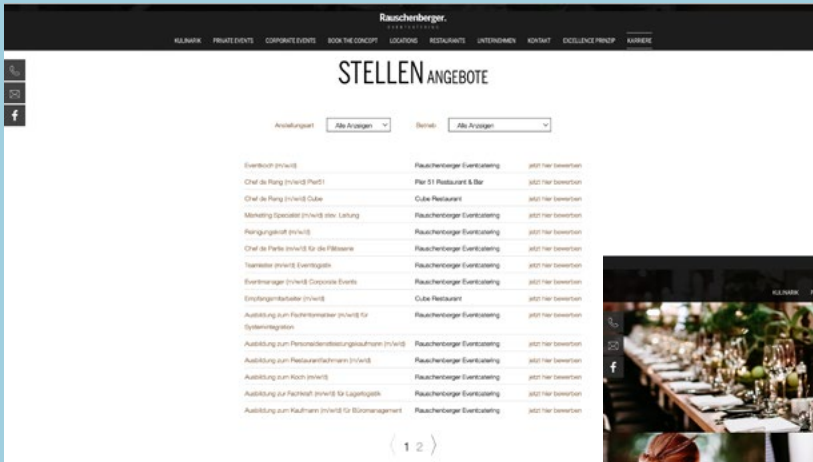 Rauschenberger.
EVENTCATERING
KULINARIK PRIVATE EVENTS CORPORATE EVENTS BOOK THE CONCEPT LOCATIONS RESTAURANTS UNTERNEHMEN KONTAKT EXCELLENCE PRINZIP KARRIERE
STELLEN ANGEBOTE
Anstellungsart Alle Anzeigen Betrieb Alle Anzeigen
Eventkoch (m/w/d) Rauschenberger Eventcatering jetzt hier bewerben
Chef de Rang (m/w/d) Pier51 Pier 51 Restaurant & Bar jetzt hier bewerben
Chef de Rang (m/w/d) Cube Cube Restaurant jetzt hier bewerben
Marketing Specialist (m/w/d) stev. Leitung Rauschenberger Eventcatering jetzt hier bewerben
Reinigungskraft (m/w/d) Rauschenberger Eventcatering jetzt hier bewerben
Chef de Partie (m/w/d) für die Pâtisserie Rauschenberger Eventcatering jetzt hier bewerben
Teamleiter (m/w/d) Eventlogistik Rauschenberger Eventcatering jetzt hier bewerben
Eventmanager (m/w/d) Corporate Events Rauschenberger Eventcatering jetzt hier bewerben
Empfangsmitarbeiter (m/w/d) Cube Restaurant jetzt hier bewerben
Ausbildung zum Fachinformatiker (m/w/d) für Rauschenberger Eventcatering jetzt hier bewerben
Systemintegration
Ausbildung zum Personaldienstleistungskaufmann (m/w/d) Rauschenberger Eventcatering jetzt hier bewerben
Ausbildung zum Restaurantfachmann (m/w/d) Rauschenberger Eventcatering jetzt hier bewerben
Ausbildung zum Koch (m/w/d) Rauschenberger Eventcatering jetzt hier bewerben
Ausbildung zur Fachkraft (m/w/d) für Lagerlogistik Rauschenberger Eventcatering jetzt hier bewerben
Ausbildung zum Kaufmann (m/w/d) für Büromanagement Rauschenberger Eventcatering jetzt hier bewerben
1 2
KULINARIK